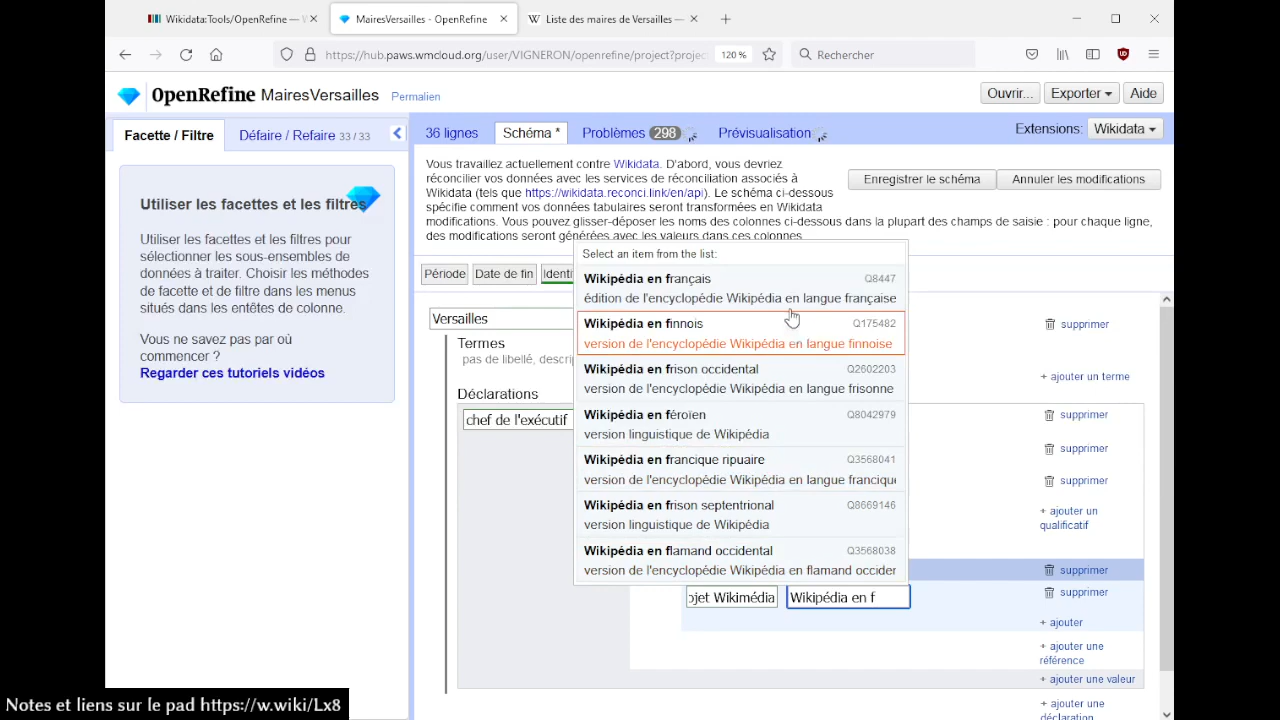 Wikidata:Tools/OpenRefine — W
MairesVersailles - OpenRefine
Liste des maires de Versailles —
https://hub.paws.wmcloud.org/user/VIGNERON/openrefine/project?projec
120 %
Rechercher
OpenRefine MairesVersailles Permalien
Ouvrir... Exporter Aide
Facette / Filtre
Défaire / Refaire 33 / 33
36 lignes
Schéma *
Problèmes 298
Prévisualisation
Extensions: Wikidata
Utiliser les facettes et les filtres
Utiliser les facettes et filtres pour
sélectionner les sous-ensembles de
données à traiter. Choisir les méthodes
de facette et de filtre dans les menus
situés dans les entêtes de colonne.
Vous ne savez pas par où
commencer ?
Regarder ces tutoriels vidéos
Vous travaillez actuellement contre Wikidata. D'abord, vous devriez
réconcilier vos données avec les services de réconciliation associés à
Wikidata (tels que https://wikidata.reconci.link/en/api). Le schéma ci-dessous
spécifie comment vos données tabulaires seront transformées en Wikidata
modifications. Vous pouvez glisser-déposer les noms des colonnes ci-dessous dans la plupart des champs de saisie : pour chaque ligne,
des modifications seront générées avec les valeurs dans ces colonnes.
Enregistrer le schéma
Annuler les modifications
Période
Date de fin
Identi
Versailles
supprimer
Termes
pas de libellé, descrip
+ ajouter un terme
Déclarations
chef de l'exécutif
supprimer
supprimer
supprimer
+ ajouter un
qualificatif
Select an item from the list:
Wikipédia en français Q8447
édition de l'encyclopédie Wikipédia en langue française
Wikipédia en finnois Q175482
version de l'encyclopédie Wikipédia en langue finnoise
Wikipédia en frison occidental Q2602203
version de l'encyclopédie Wikipédia en langue frisonne
Wikipédia en féroïen Q8042979
version linguistique de Wikipédia
Wikipédia en francique ripuaire Q3568041
version de l'encyclopédie Wikipédia en langue franciqu
Wikipédia en frison septentrional Q8669146
version linguistique de Wikipédia
Wikipédia en flamand occidental Q3568038
version de l'encyclopédie Wikipédia en flamand occider
supprimer
ojet Wikimédia
Wikipédia en f
supprimer
+ ajouter
+ ajouter une
référence
+ ajouter une valeur
+ ajouter une
déclaration
Notes et liens sur le pad https://w.wiki/Lx8